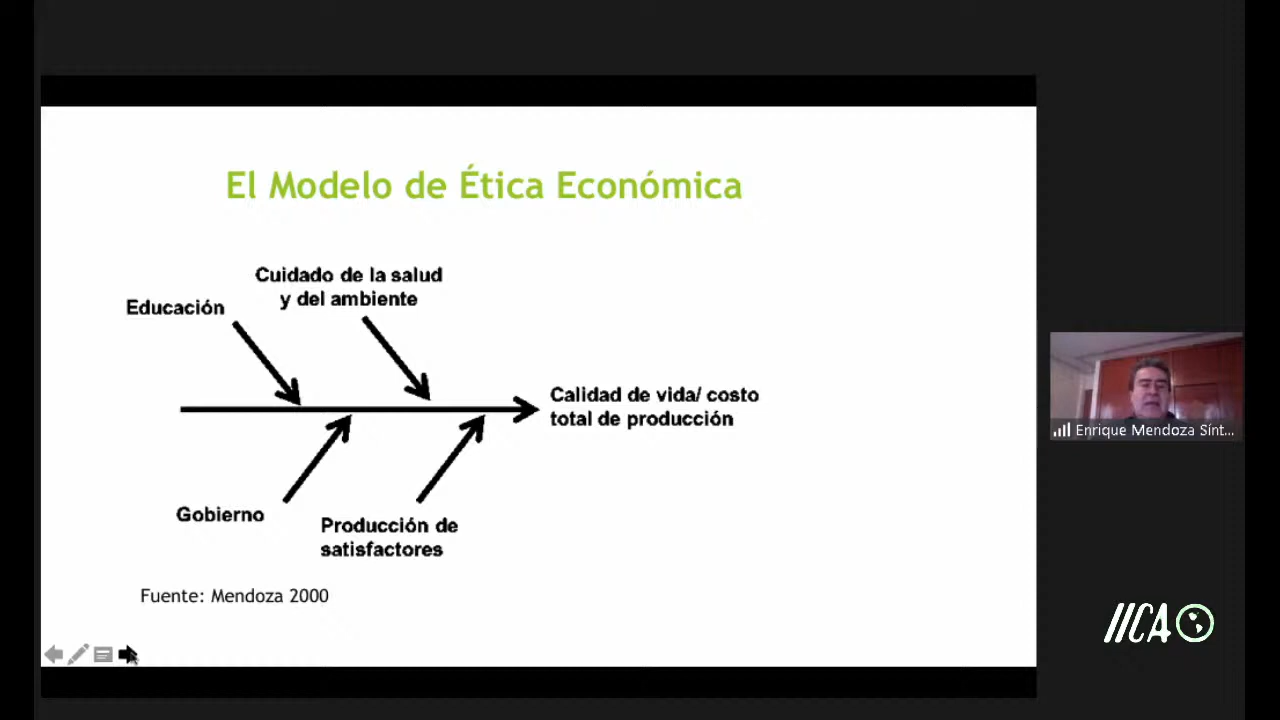 El Modelo de Ética Económica
Cuidado de la salud
y del ambiente
Educación
Calidad de vida/ costo
total de producción
Gobierno
Producción de
satisfactores
Fuente: Mendoza 2000
Enrique Mendoza Sínt...
IICA